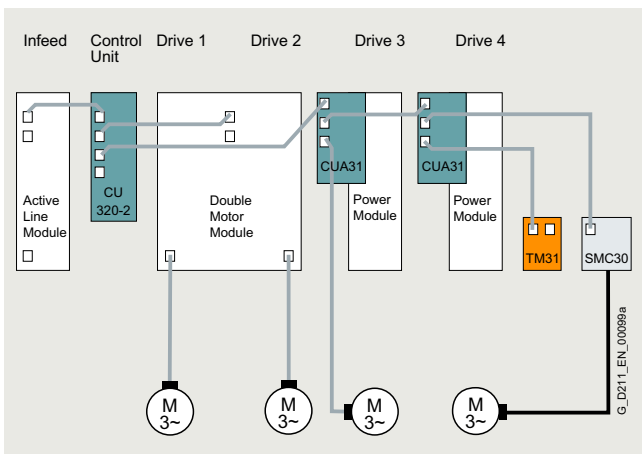 Infeed
Control
Unit
Drive 1
Drive 2
Drive 3
Drive 4
Active
Line
Module
CU
320-2
Double
Motor
Module
CUA31
Power
Module
CUA31
Power
Module
TM31
SMC30
M
3~
M
3~
M
3~
M
3~
G_D211_EN_00099a